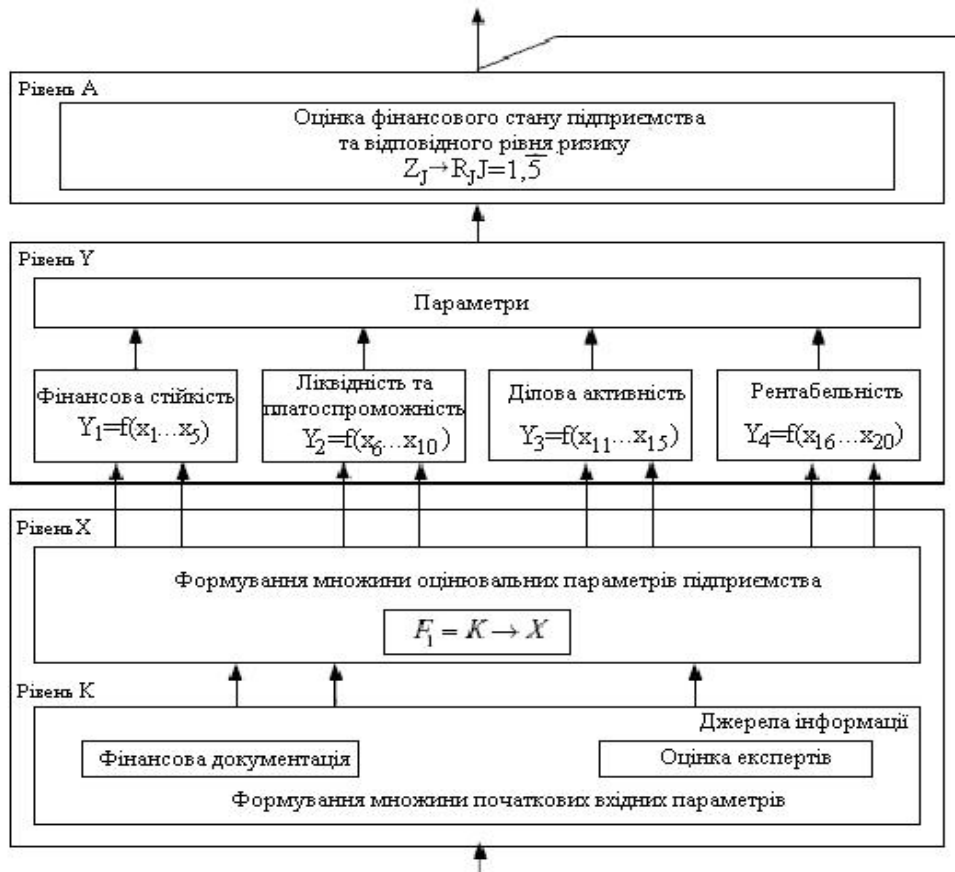 Рівень А
Оцінка фінансового стану підприємства
та відповідного рівня ризику
Z_J→R_J J=1,5̅
Рівень Y
Параметри
Фінансова стійкість
Y₁=f(x₁...x₅)
Ліквідність та
платоспроможність
Y₂=f(x₆...x₁₀)
Ділова активність
Y₃=f(x₁₁...x₁₅)
Рентабельність
Y₄=f(x₁₆...x₂₀)
Рівень X
Формування множини оцінювальних параметрів підприємства
F₁ = K → X
Рівень К
Джерела інформації
Фінансова документація
Оцінка експертів
Формування множини початкових вхідних параметрів